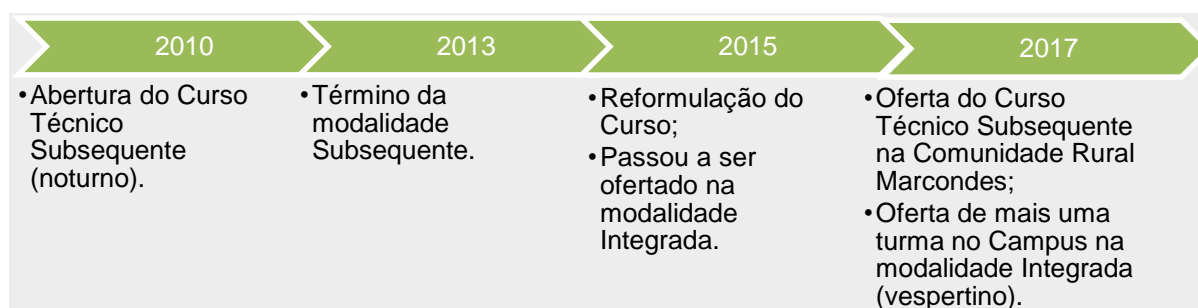 2010
2013
2015
2017
•Abertura do Curso
Técnico
Subsequente
(noturno).
•Término da
modalidade
Subsequente.
•Reformulação do
Curso;
•Passou a ser
ofertado na
modalidade
Integrada.
•Oferta do Curso
Técnico Subsequente
na Comunidade Rural
Marcondes;
•Oferta de mais uma
turma no Campus na
modalidade Integrada
(vespertino).